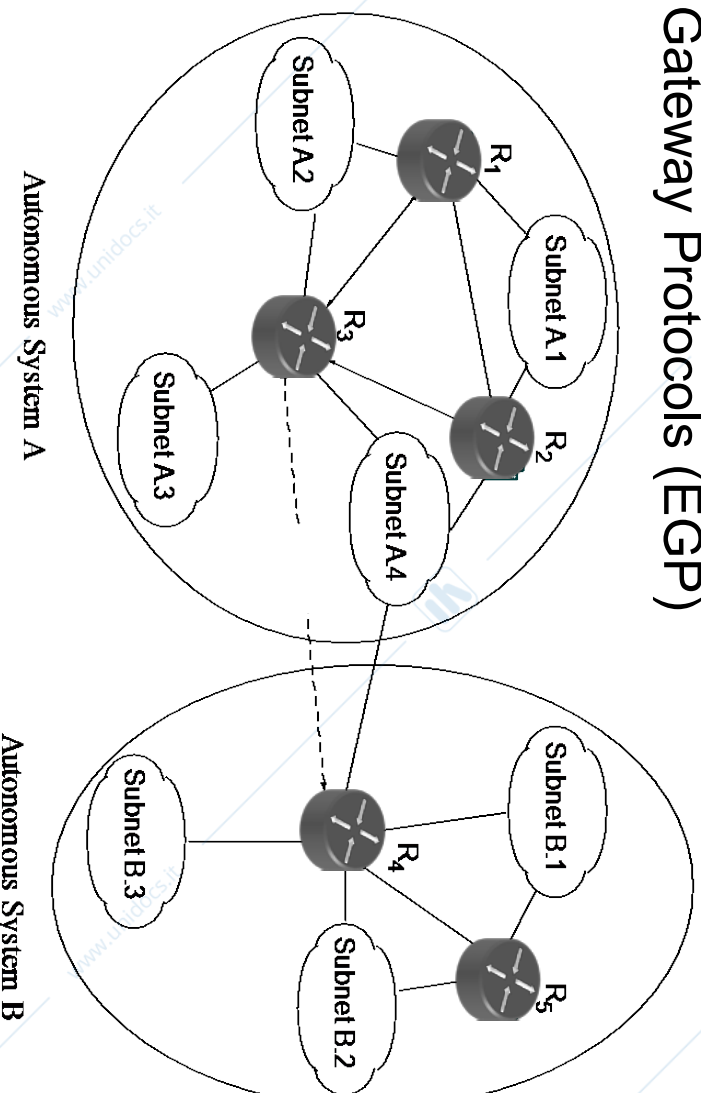 Gateway Protocols (EGP)
R1
Subnet A.1
R2
Subnet A.2
R3
Subnet A.4
Subnet A.3
Autonomous System A
Subnet B.1
R5
R4
Subnet B.2
Subnet B.3
Autonomous System B
www.unidocs.it
www.unidocs.it